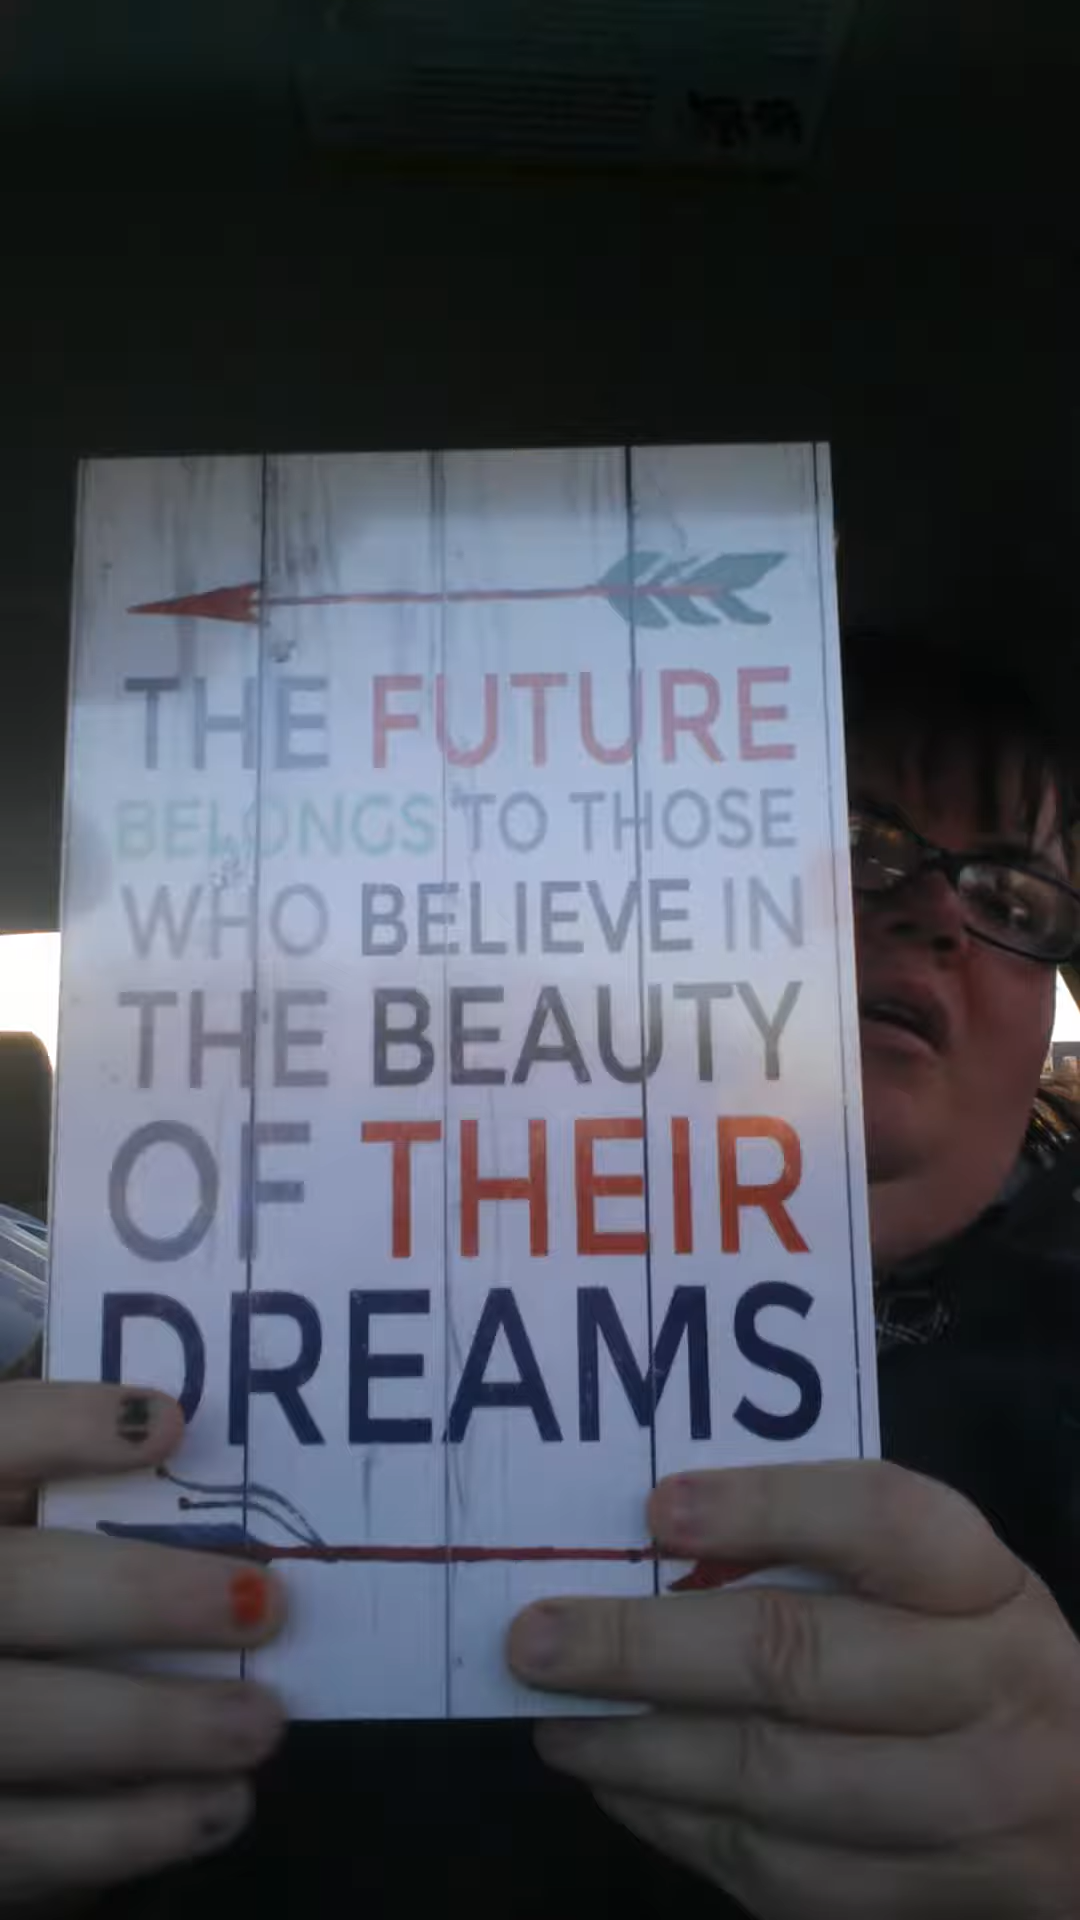 THE FUTURE
BELONGS TO THOSE
WHO BELIEVE IN
THE BEAUTY
OF THEIR
DREAMS